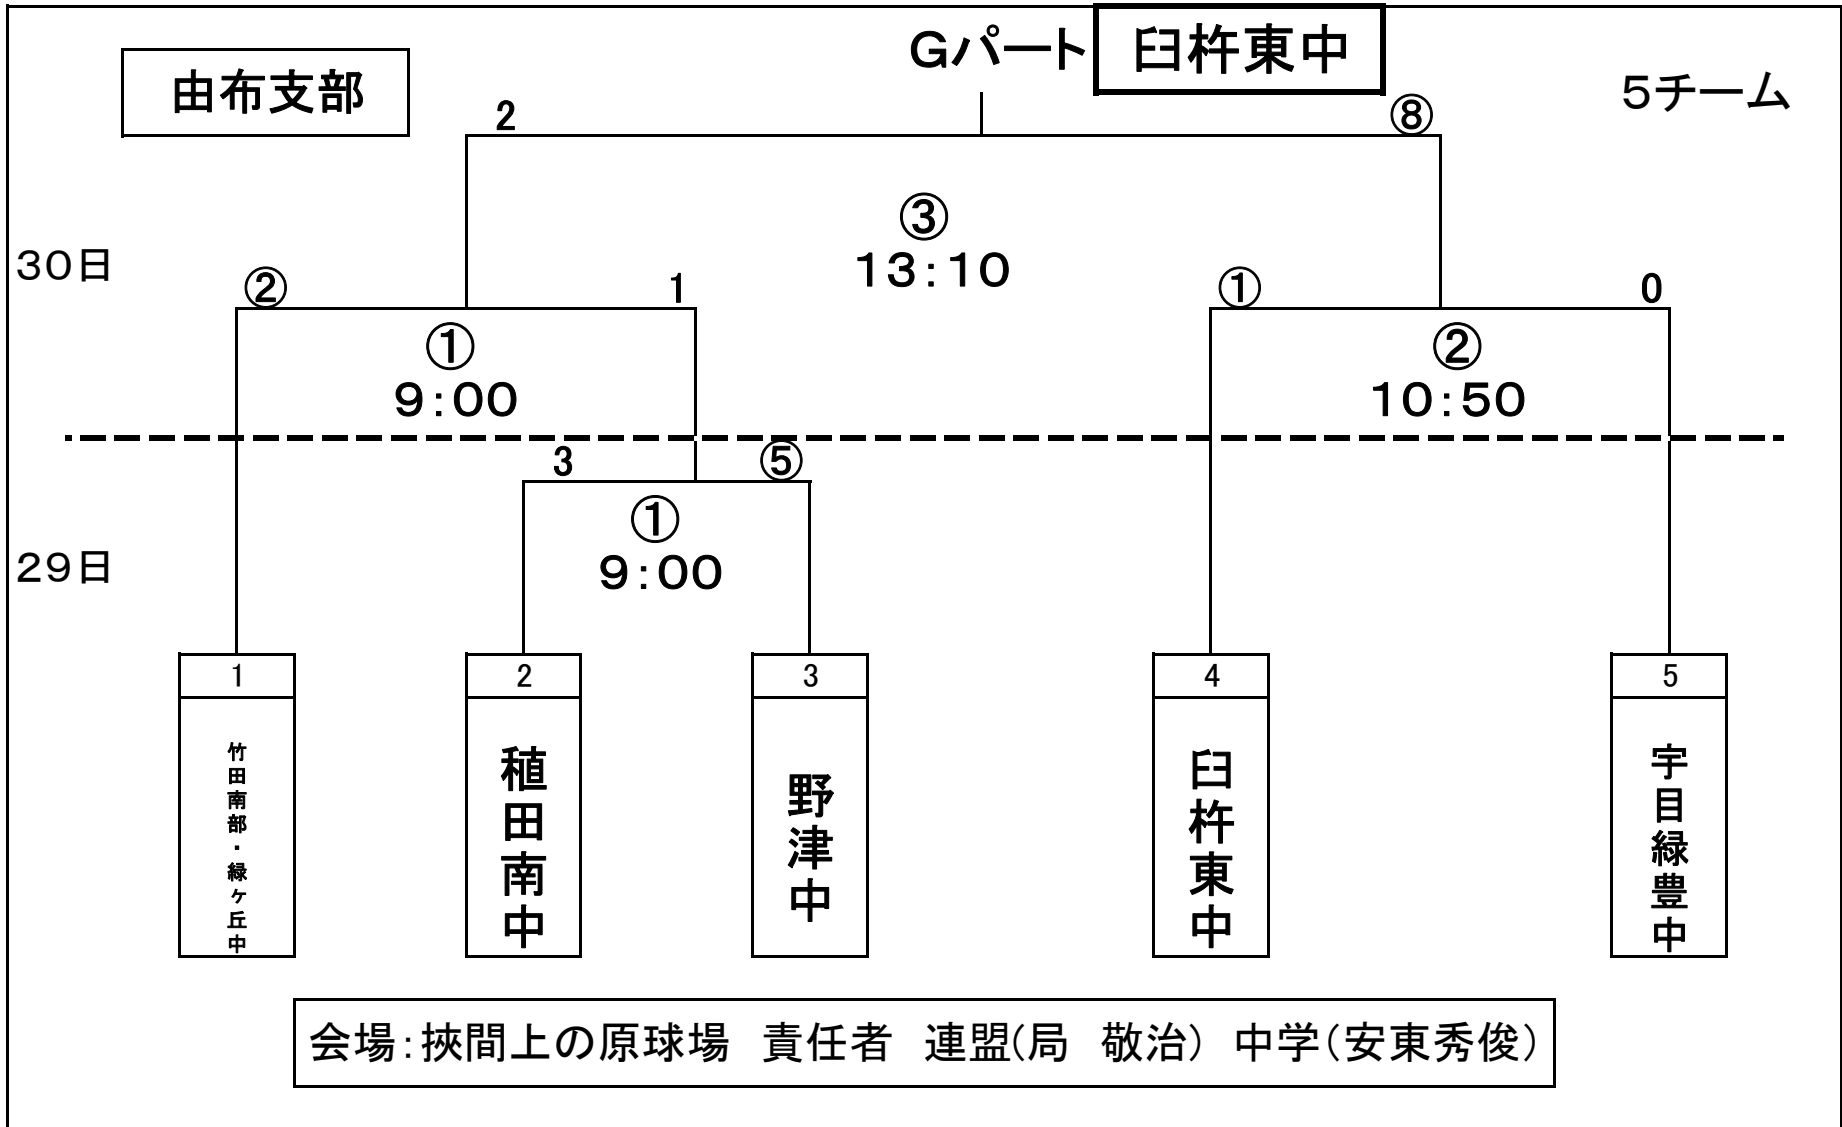 Gパート 臼杵東中
由布支部
5チーム
2 ⑧
③
13:10
30日
② 1
① 0
①
9:00
②
10:50
3 ⑤
①
9:00
29日
1 2 3 4 5
竹田南部・緑ヶ丘中
稙田南中
野津中
臼杵東中
宇目緑豊中
会場:挾間上の原球場 責任者 連盟(局 敬治) 中学(安東秀俊)